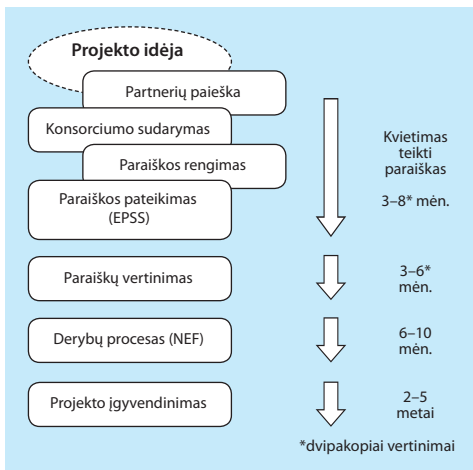 Projekto idėja
Partnerių paieška
Konsorciumo sudarymas
Paraiškos rengimas
Paraiškos pateikimas
(EPSS)
Kvietimas
teikti
paraiškas
3–8* mėn.
Paraiškų vertinimas
3–6*
mėn.
Derybų procesas (NEF)
6–10
mėn.
Projekto įgyvendinimas
2–5
metai
*dvipakopiai vertinimai